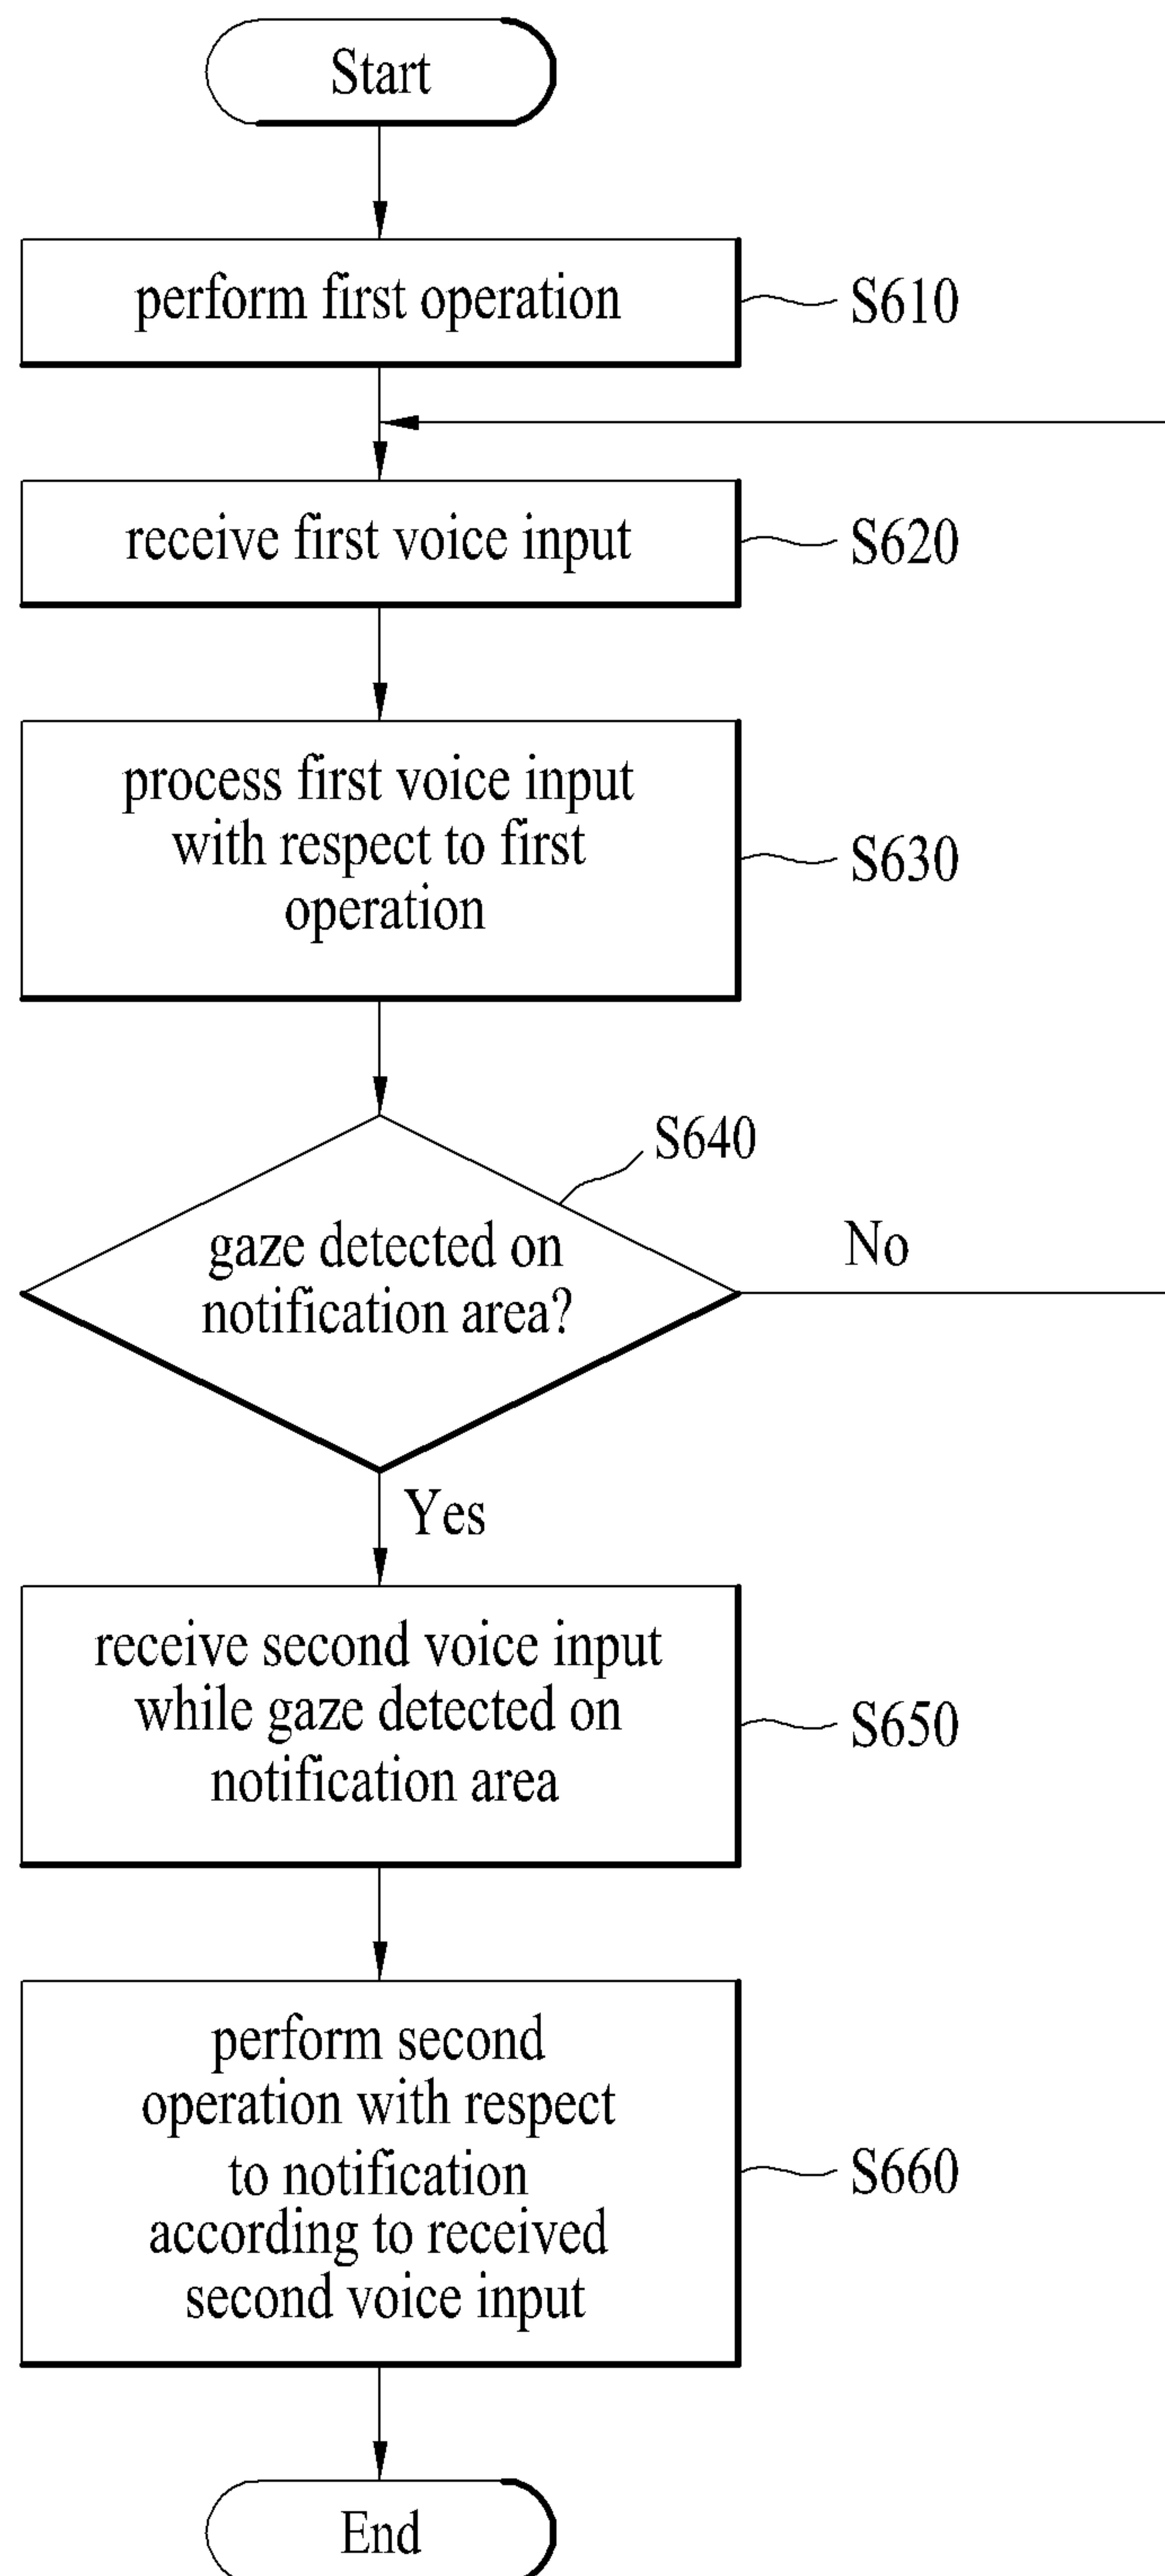 Start
perform first operation
S610
receive first voice input
S620
process first voice input
with respect to first
operation
S630
S640
gaze detected on
notification area?
No
Yes
receive second voice input
while gaze detected on
notification area
S650
perform second
operation with respect
to notification
according to received
second voice input
S660
End